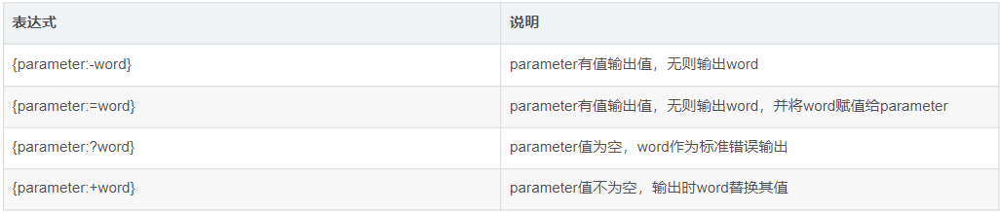 表达式 说明
{parameter:-word} parameter有值输出值，无则输出word
{parameter:=word} parameter有值输出值，无则输出word，并将word赋值给parameter
{parameter:?word} parameter值为空，word作为标准错误输出
{parameter:+word} parameter值不为空，输出时word替换其值